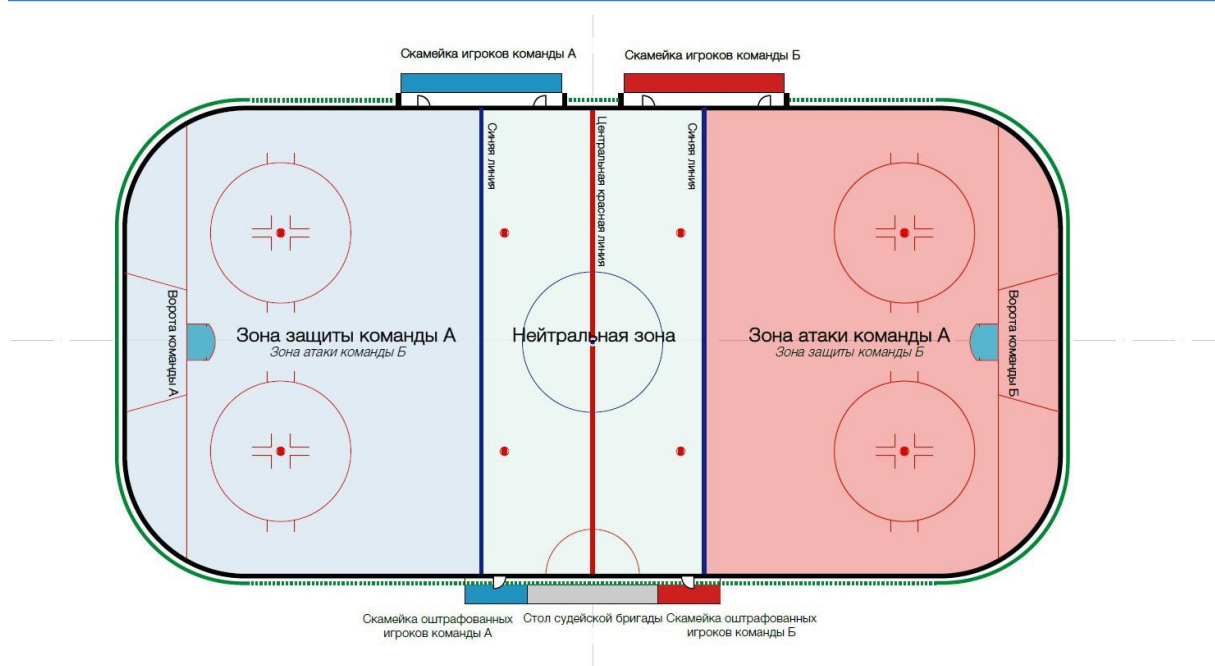 Скамейка игроков команды А
Скамейка игроков команды Б
Синяя линия
Центральная красная линия
Синяя линия
Ворота команды А
Зона защиты команды А
Зона атаки команды Б
Нейтральная зона
Зона атаки команды А
Зона защиты команды Б
Ворота команды Б
Скамейка оштрафованных
игроков команды А
Стол судейской бригады
Скамейка оштрафованных
игроков команды Б